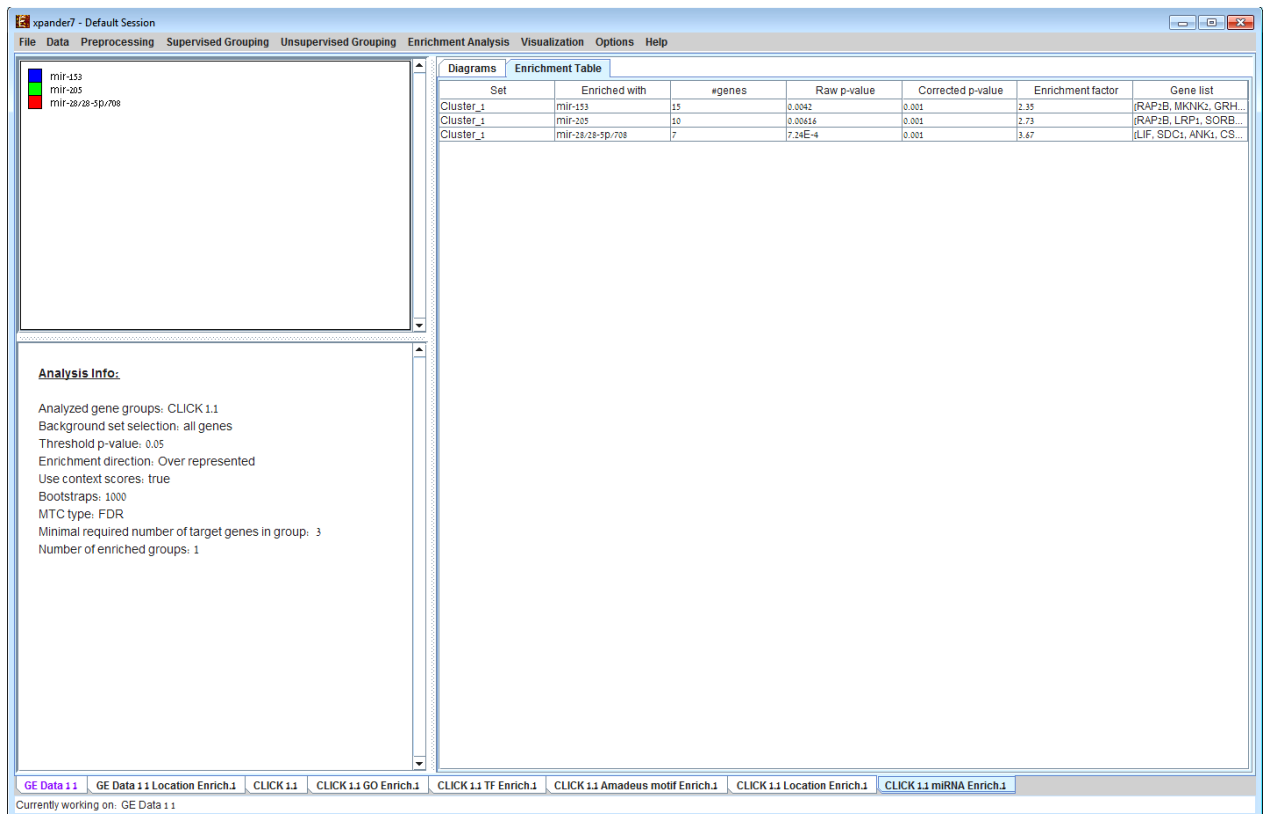 xpander7 - Default Session
File Data Preprocessing Supervised Grouping Unsupervised Grouping Enrichment Analysis Visualization Options Help
mir-153
mir-205
mir-28/28-5p/708
Analysis Info:
Analyzed gene groups: CLICK 1.1
Background set selection: all genes
Threshold p-value: 0.05
Enrichment direction: Over represented
Use context scores: true
Bootstraps: 1000
MTC type: FDR
Minimal required number of target genes in group: 3
Number of enriched groups: 1
Diagrams Enrichment Table
Set Enriched with #genes Raw p-value Corrected p-value Enrichment factor Gene list
Cluster_1 mir-153 15 0.0042 0.001 2.35 [RAP2B, MKNK2, GRH...
Cluster_1 mir-205 10 0.00616 0.001 2.73 [RAP2B, LRP1, SORB...
Cluster_1 mir-28/28-5p/708 7 7.24E-4 0.001 3.67 [LIF, SDC1, ANK1, CS...
GE Data 1 1 GE Data 1 1 Location Enrich.1 CLICK 1.1 CLICK 1.1 GO Enrich.1 CLICK 1.1 TF Enrich.1 CLICK 1.1 Amadeus motif Enrich.1 CLICK 1.1 Location Enrich.1 CLICK 1.1 miRNA Enrich.1
Currently working on: GE Data 1 1